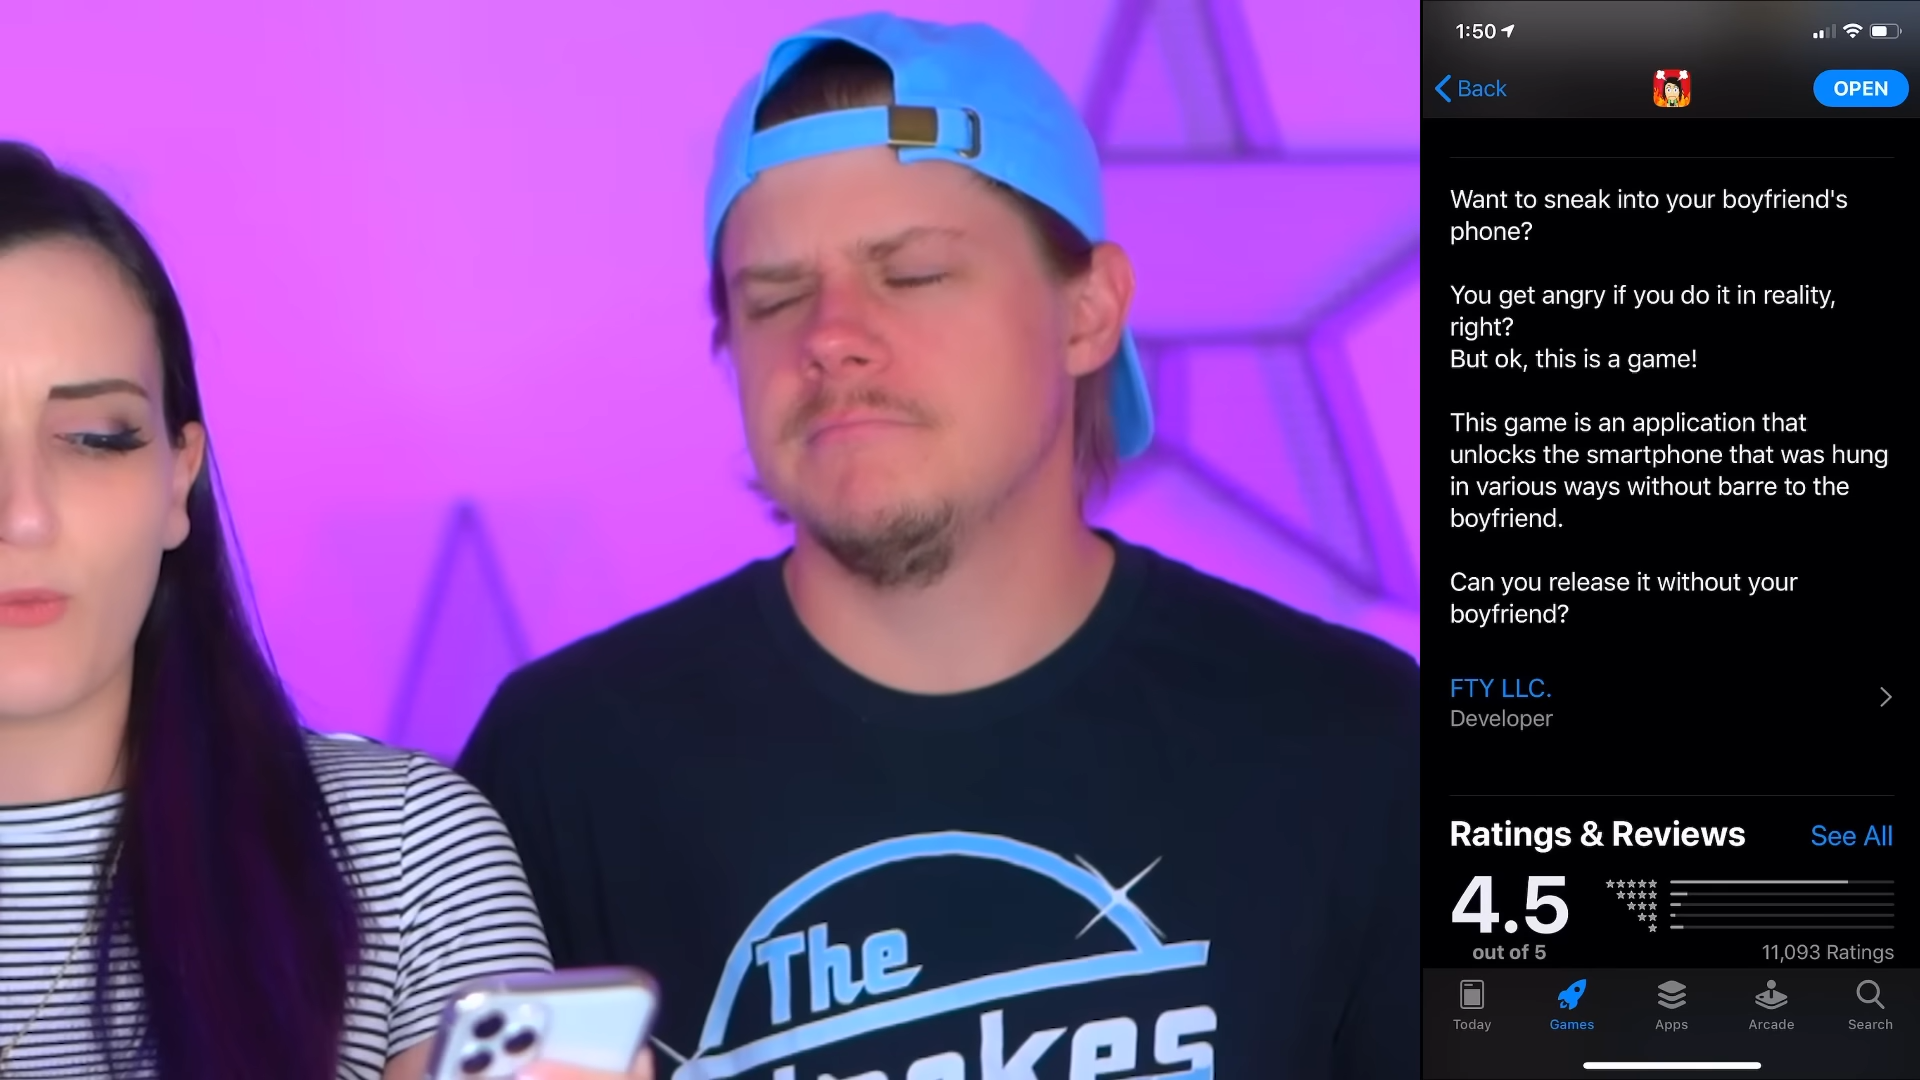 1:50
Back
OPEN
Want to sneak into your boyfriend's
phone?
You get angry if you do it in reality,
right?
But ok, this is a game!
This game is an application that
unlocks the smartphone that was hung
in various ways without barre to the
boyfriend.
Can you release it without your
boyfriend?
FTY LLC.
Developer
Ratings & Reviews
See All
4.5
out of 5
11,093 Ratings
Today
Games
Apps
Arcade
Search
The